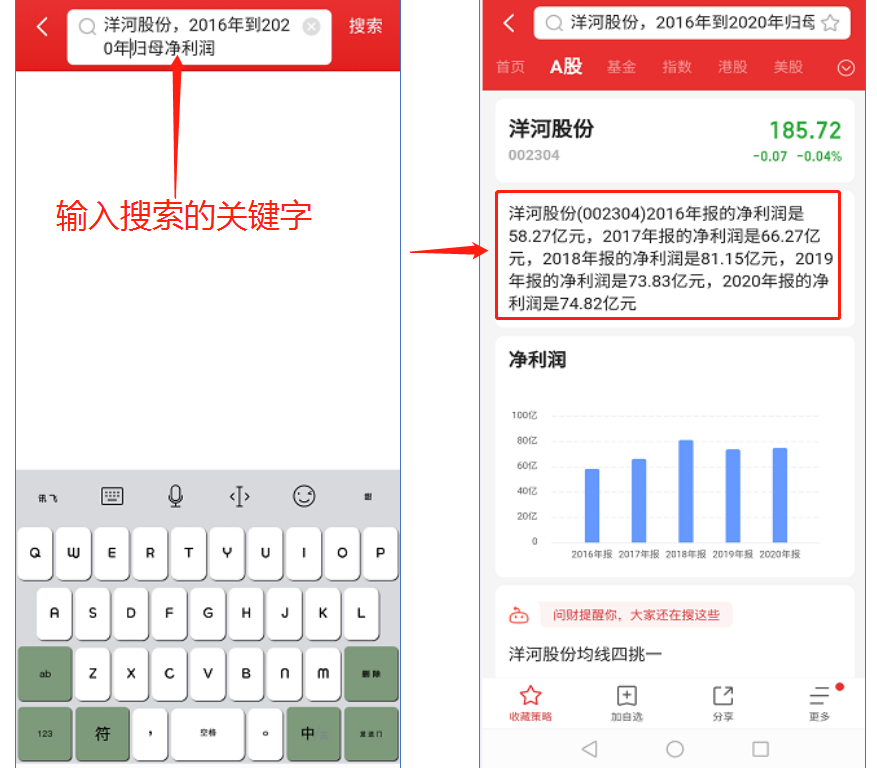 洋河股份，2016年到202
0年归母净利润
搜索
输入搜索的关键字
讯飞
Q W E R T Y U I O P
A S D F G H J K L
ab Z X C V B N M 删除
123 符 ， 空格 。 中
洋河股份，2016年到2020年归母
首页 A股 基金 指数 港股 美股
洋河股份
185.72
002304
-0.07 -0.04%
洋河股份(002304)2016年报的净利润是
58.27亿元，2017年报的净利润是66.27亿
元，2018年报的净利润是81.15亿元，2019
年报的净利润是73.83亿元，2020年报的净
利润是74.82亿元
净利润
100亿
80亿
60亿
40亿
20亿
0
2016年报 2017年报 2018年报 2019年报 2020年报
问财提醒你，大家还在搜这些
洋河股份均线四挑一
收藏策略 加自选 分享 更多